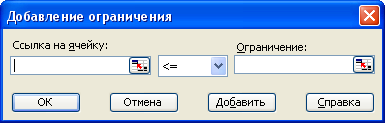 Добавление ограничения
Ссылка на ячейку: Ограничение:
<=
OK Отмена Добавить Справка